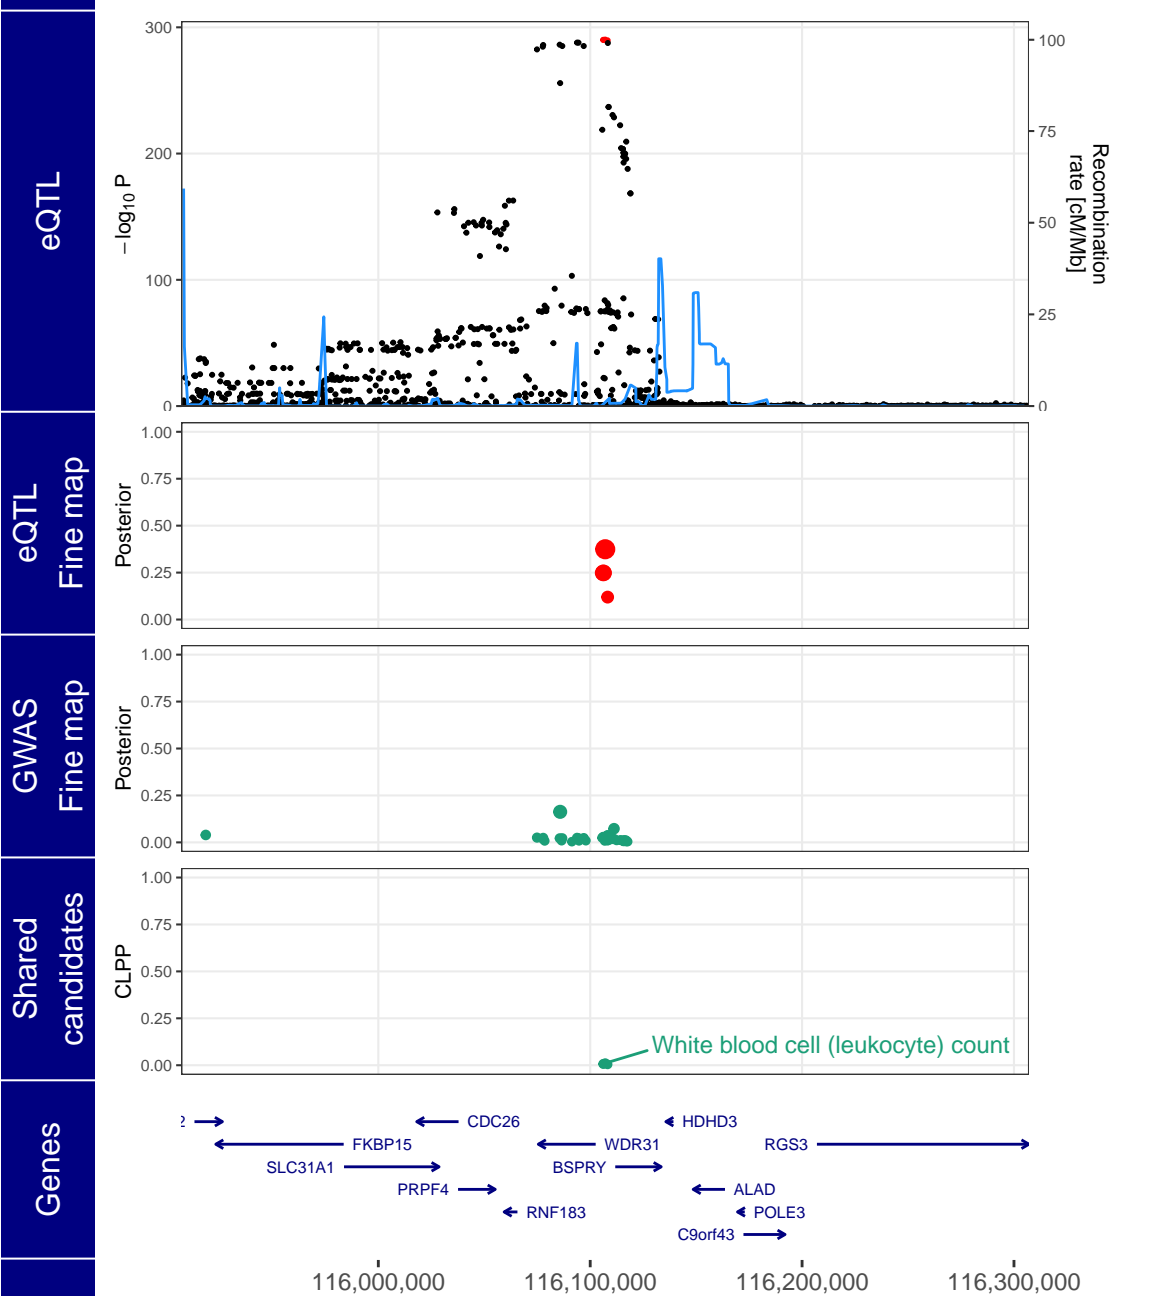 eQTL
300
200
100
0
−log10 P
100
75
50
25
0
Recombination
rate [cM/Mb]
eQTL
Fine map
Posterior
1.00
0.75
0.50
0.25
0.00
GWAS
Fine map
Posterior
1.00
0.75
0.50
0.25
0.00
Shared
candidates
CLPP
1.00
0.75
0.50
0.25
0.00
White blood cell (leukocyte) count
Genes
2
CDC26
HDHD3
FKBP15
WDR31
RGS3
SLC31A1
BSPRY
PRPF4
ALAD
RNF183
POLE3
C9orf43
116,000,000
116,100,000
116,200,000
116,300,000